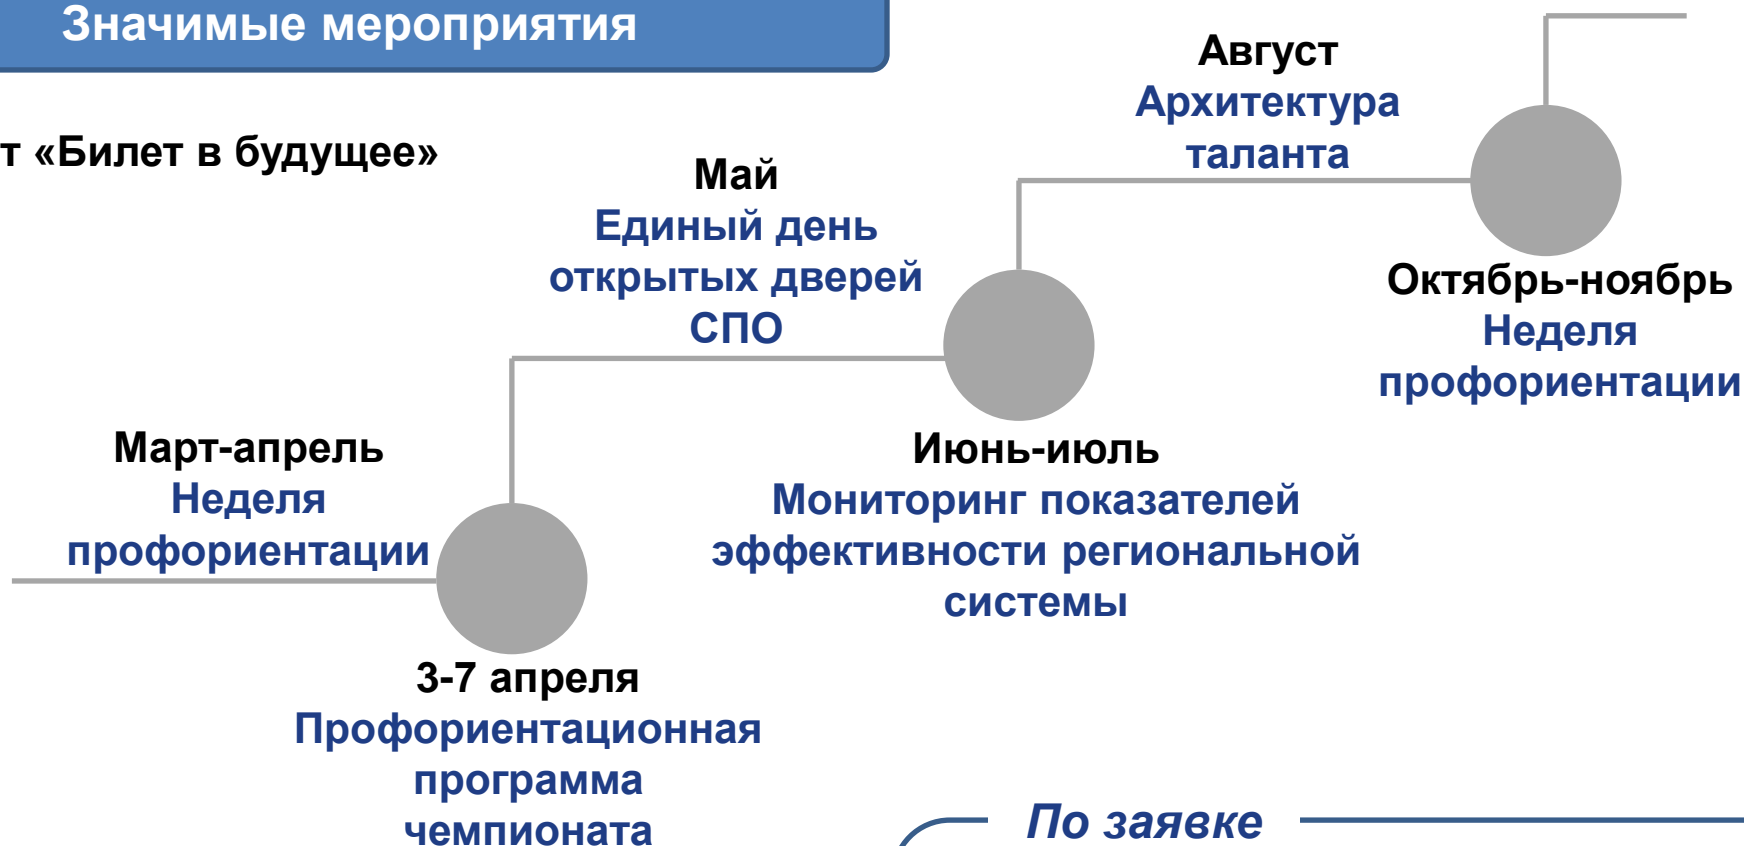 Значимые мероприятия
т «Билет в будущее»
Март-апрель
Неделя
профориентации
3-7 апреля
Профориентационная
программа
чемпионата
Май
Единый день
открытых дверей
СПО
Июнь-июль
Мониторинг показателей
эффективности региональной
системы
Август
Архитектура
таланта
Октябрь-ноябрь
Неделя
профориентации
По заявке